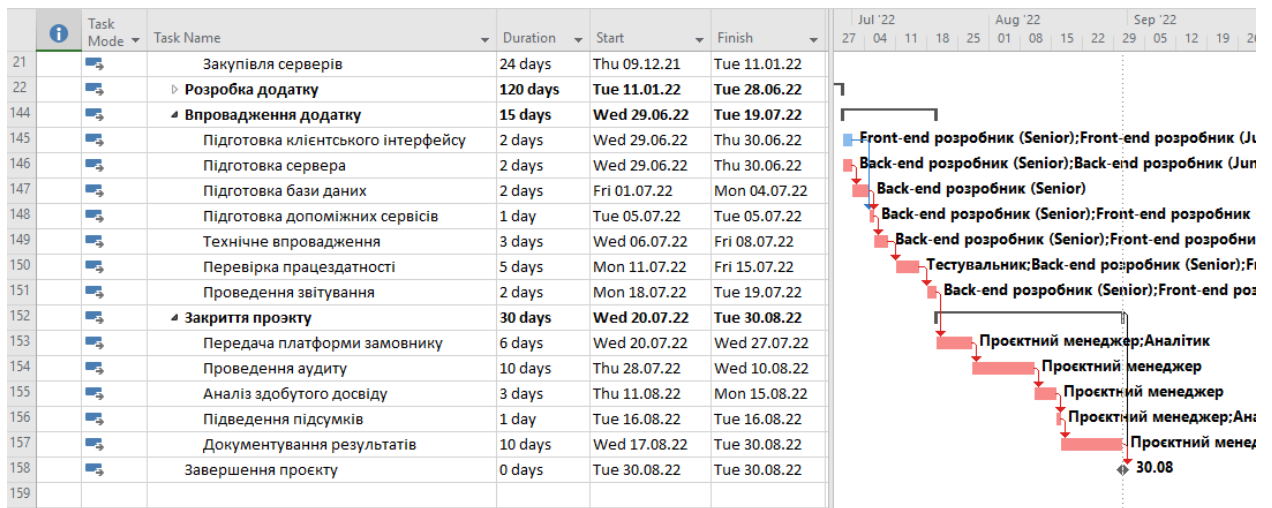 Jul '22 Aug '22 Sep '22
Task Mode Task Name Duration Start Finish 27 04 11 18 25 01 08 15 22 29 05 12 19
21 Закупівля серверів 24 days Thu 09.12.21 Tue 11.01.22
22 Розробка додатку 120 days Tue 11.01.22 Tue 28.06.22
144 Впровадження додатку 15 days Wed 29.06.22 Tue 19.07.22
145 Підготовка клієнтського інтерфейсу 2 days Wed 29.06.22 Thu 30.06.22 Front-end розробник (Senior);Front-end розробник (Ju
146 Підготовка сервера 2 days Wed 29.06.22 Thu 30.06.22 Back-end розробник (Senior);Back-end розробник (Jun
147 Підготовка бази даних 2 days Fri 01.07.22 Mon 04.07.22 Back-end розробник (Senior)
148 Підготовка допоміжних сервісів 1 day Tue 05.07.22 Tue 05.07.22 Back-end розробник (Senior);Front-end розробник
149 Технічне впровадження 3 days Wed 06.07.22 Fri 08.07.22 Back-end розробник (Senior);Front-end розробни
150 Перевірка працездатності 5 days Mon 11.07.22 Fri 15.07.22 Тестувальник;Back-end розробник (Senior);F
151 Проведення звітування 2 days Mon 18.07.22 Tue 19.07.22 Back-end розробник (Senior);Front-end роз
152 Закриття проэкту 30 days Wed 20.07.22 Tue 30.08.22
153 Передача платформи замовнику 6 days Wed 20.07.22 Wed 27.07.22 Проєктний менеджер;Аналітик
154 Проведення аудиту 10 days Thu 28.07.22 Wed 10.08.22 Проєктний менеджер
155 Аналіз здобутого досвіду 3 days Thu 11.08.22 Mon 15.08.22 Проєктний менеджер
156 Підведення підсумків 1 day Tue 16.08.22 Tue 16.08.22 Проєктний менеджер;Ана
157 Документування результатів 10 days Wed 17.08.22 Tue 30.08.22 Проєктний менед
158 Завершення проєкту 0 days Tue 30.08.22 Tue 30.08.22 30.08
159